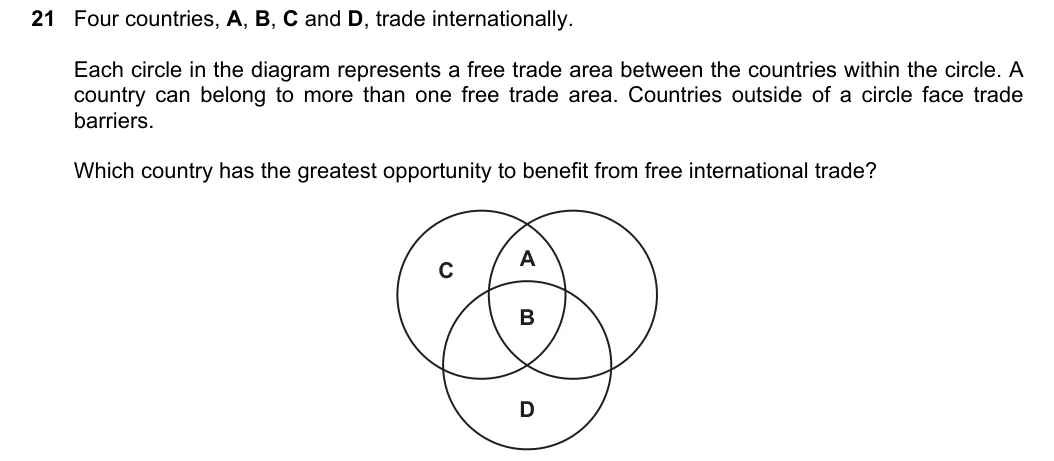 21 Four countries, A, B, C and D, trade internationally.
Each circle in the diagram represents a free trade area between the countries within the circle. A
country can belong to more than one free trade area. Countries outside of a circle face trade
barriers.
Which country has the greatest opportunity to benefit from free international trade?
A
C
B
D